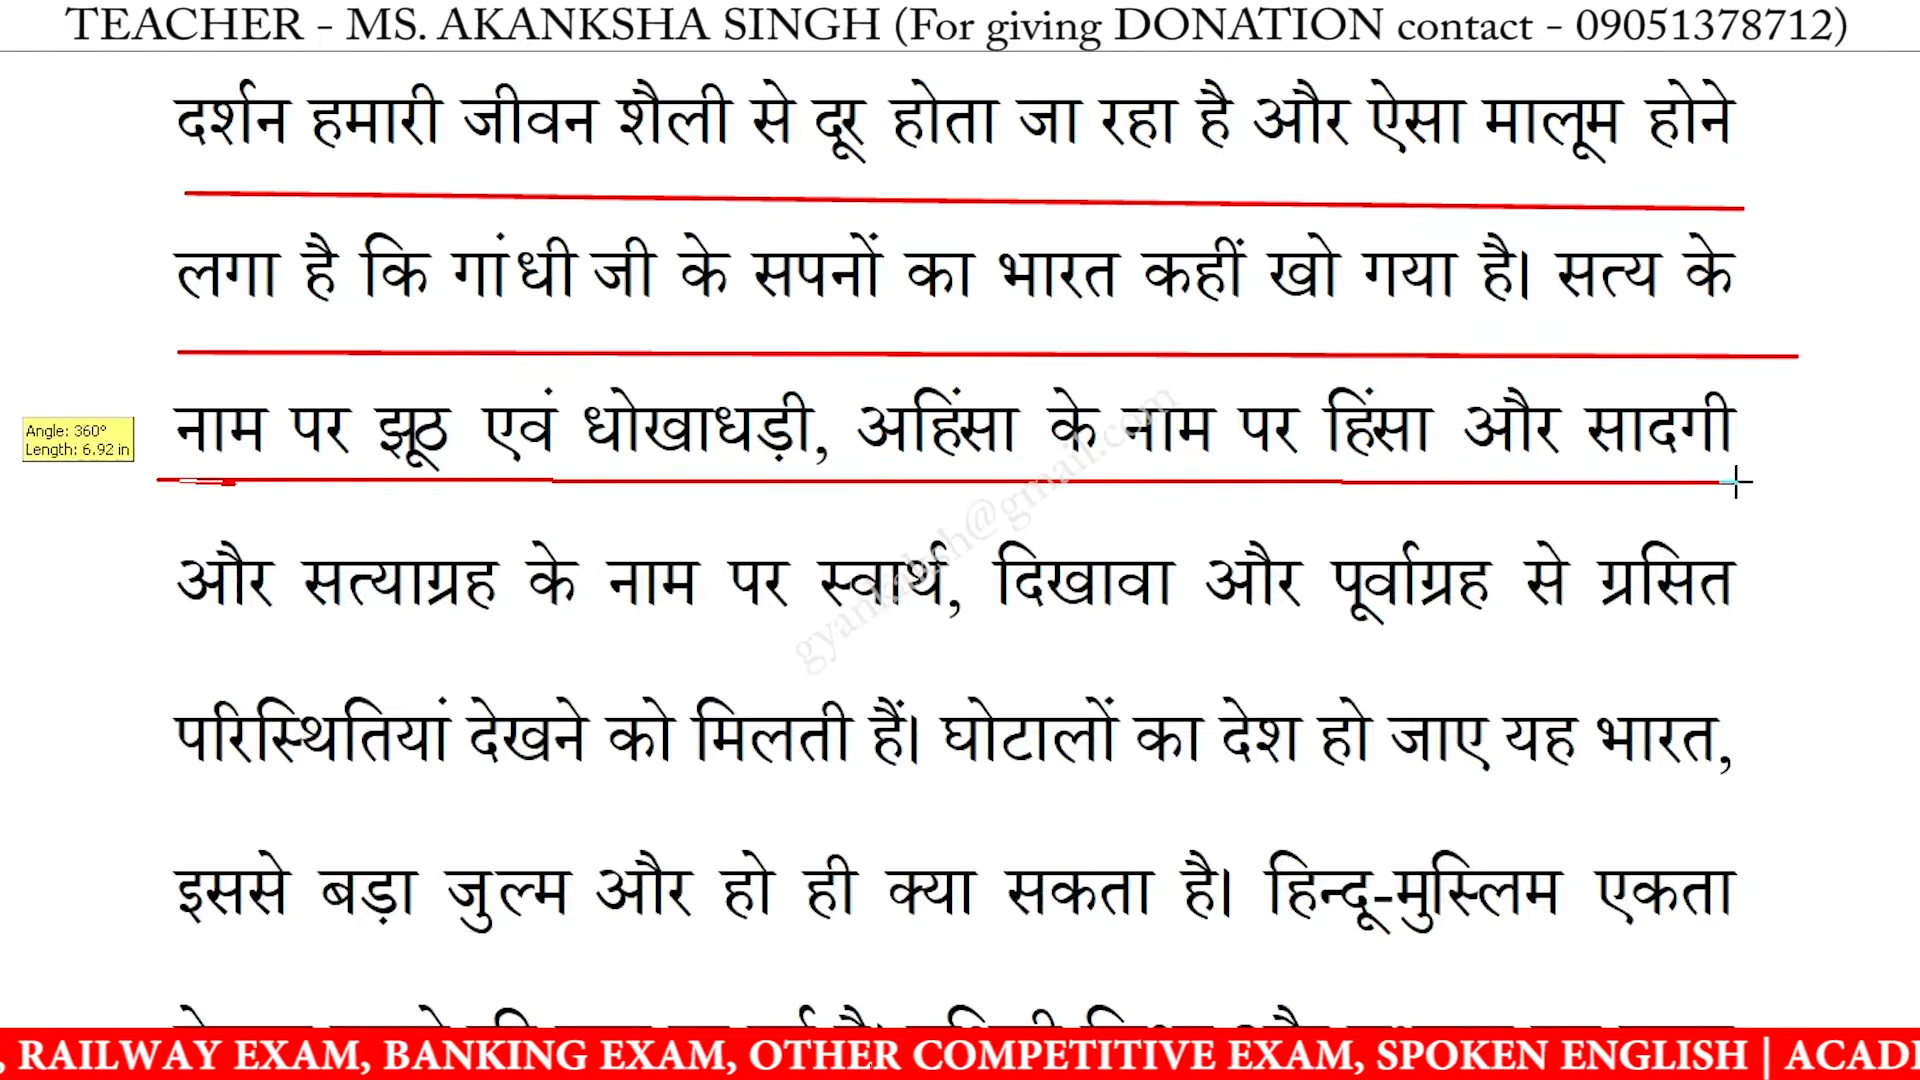 TEACHER - MS. AKANKSHA SINGH (For giving DONATION contact - 09051378712)
दर्शन हमारी जीवन शैली से दूर होता जा रहा है और ऐसा मालूम होने
लगा है कि गांधी जी के सपनों का भारत कहीं खो गया है। सत्य के
Angle: 360°
Length: 6.92 in
नाम पर झूठ एवं धोखाधड़ी, अहिंसा के नाम पर हिंसा और सादगी
और सत्याग्रह के नाम पर स्वार्थ, दिखावा और पूर्वाग्रह से ग्रसित
परिस्थितियां देखने को मिलती हैं। घोटालों का देश हो जाए यह भारत,
इससे बड़ा जुल्म और हो ही क्या सकता है। हिन्दू-मुस्लिम एकता
, RAILWAY EXAM, BANKING EXAM, OTHER COMPETITIVE EXAM, SPOKEN ENGLISH |